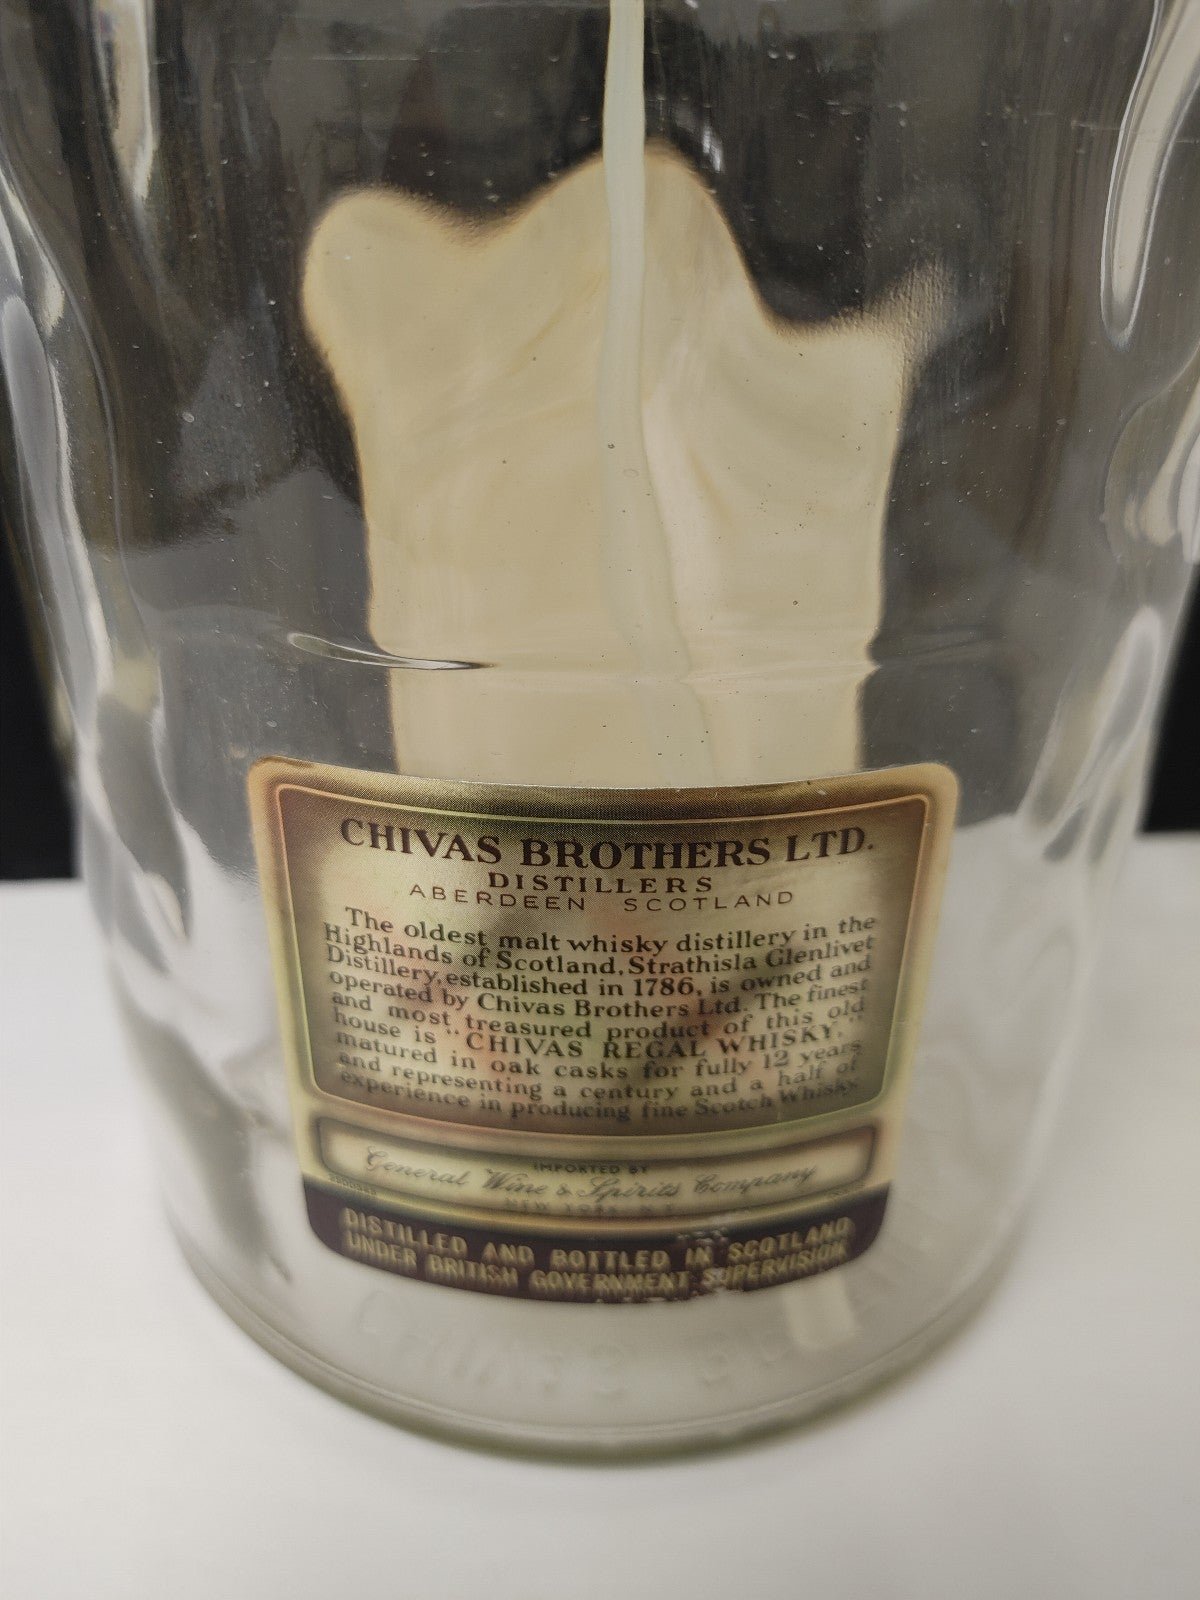 CHIVAS BROTHERS LTD.
DISTILLERS
ABERDEEN SCOTLAND
The oldest malt whisky distillery in the
Highlands of Scotland, Strathisla Glenlivet
Distillery, established in 1786, is owned and
operated by Chivas Brothers Ltd. The finest
and most treasured product of this old
house is "CHIVAS REGAL WHISKY,"
matured in oak casks for fully 12 years
and representing a century and a half of
experience in producing fine Scotch Whisky.
IMPORTED BY
General Wine & Spirits Company
NEW YORK, N.Y.
DISTILLED AND BOTTLED IN SCOTLAND
UNDER BRITISH GOVERNMENT SUPERVISION
CHIVAS